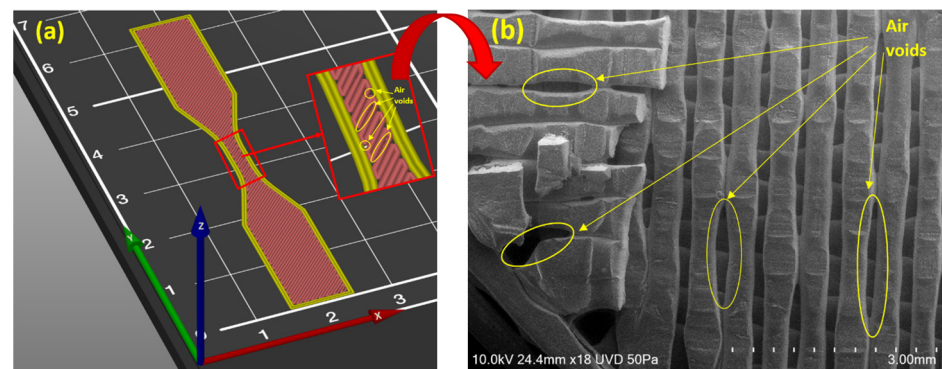 (a)
7
6
5
4
3
2
1
0
1
2
3
Z
Y
X
Air
voids
(b)
Air
voids
10.0kV 24.4mm x18 UVD 50Pa
3.00mm